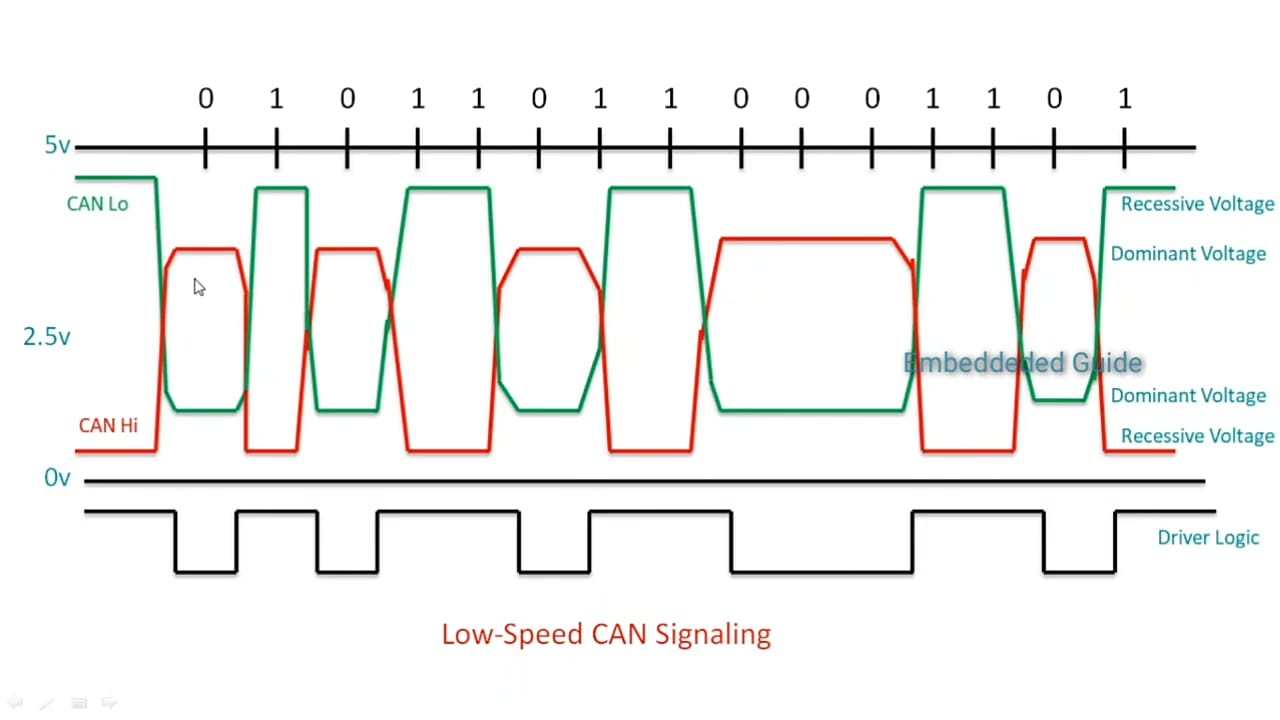 0 1 0 1 1 0 1 1 0 0 0 1 1 0 1
5v
CAN Lo
Recessive Voltage
Dominant Voltage
2.5v
Embeddeded Guide
Dominant Voltage
CAN Hi
Recessive Voltage
0v
Driver Logic
Low-Speed CAN Signaling